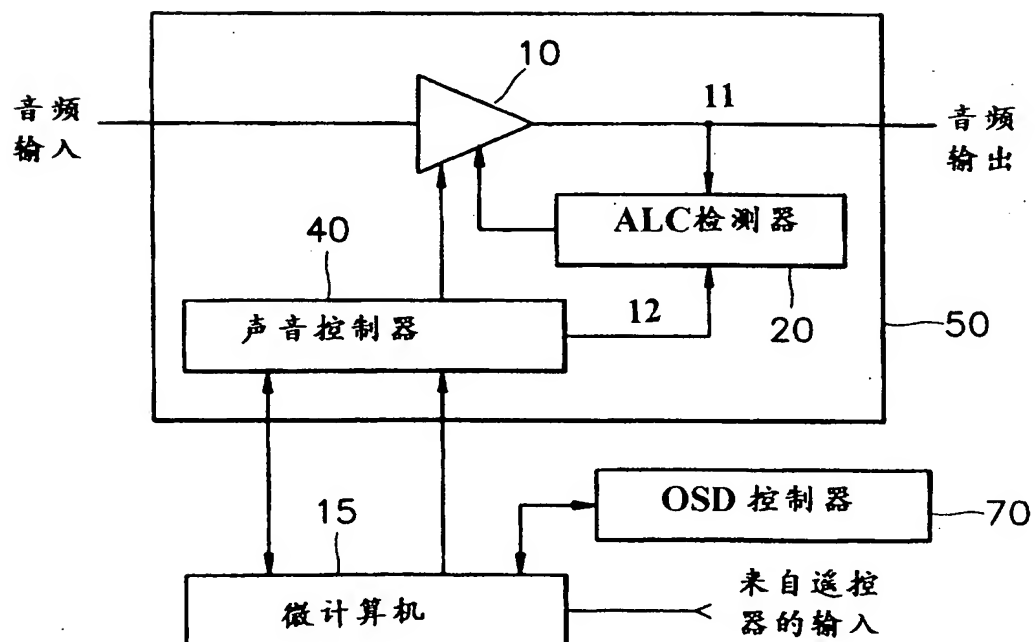 10
音频
输入
11
音频
输出
ALC检测器
40
12
20
50
声音控制器
15
OSD 控制器
70
微计算机
来自遥控
器的输入